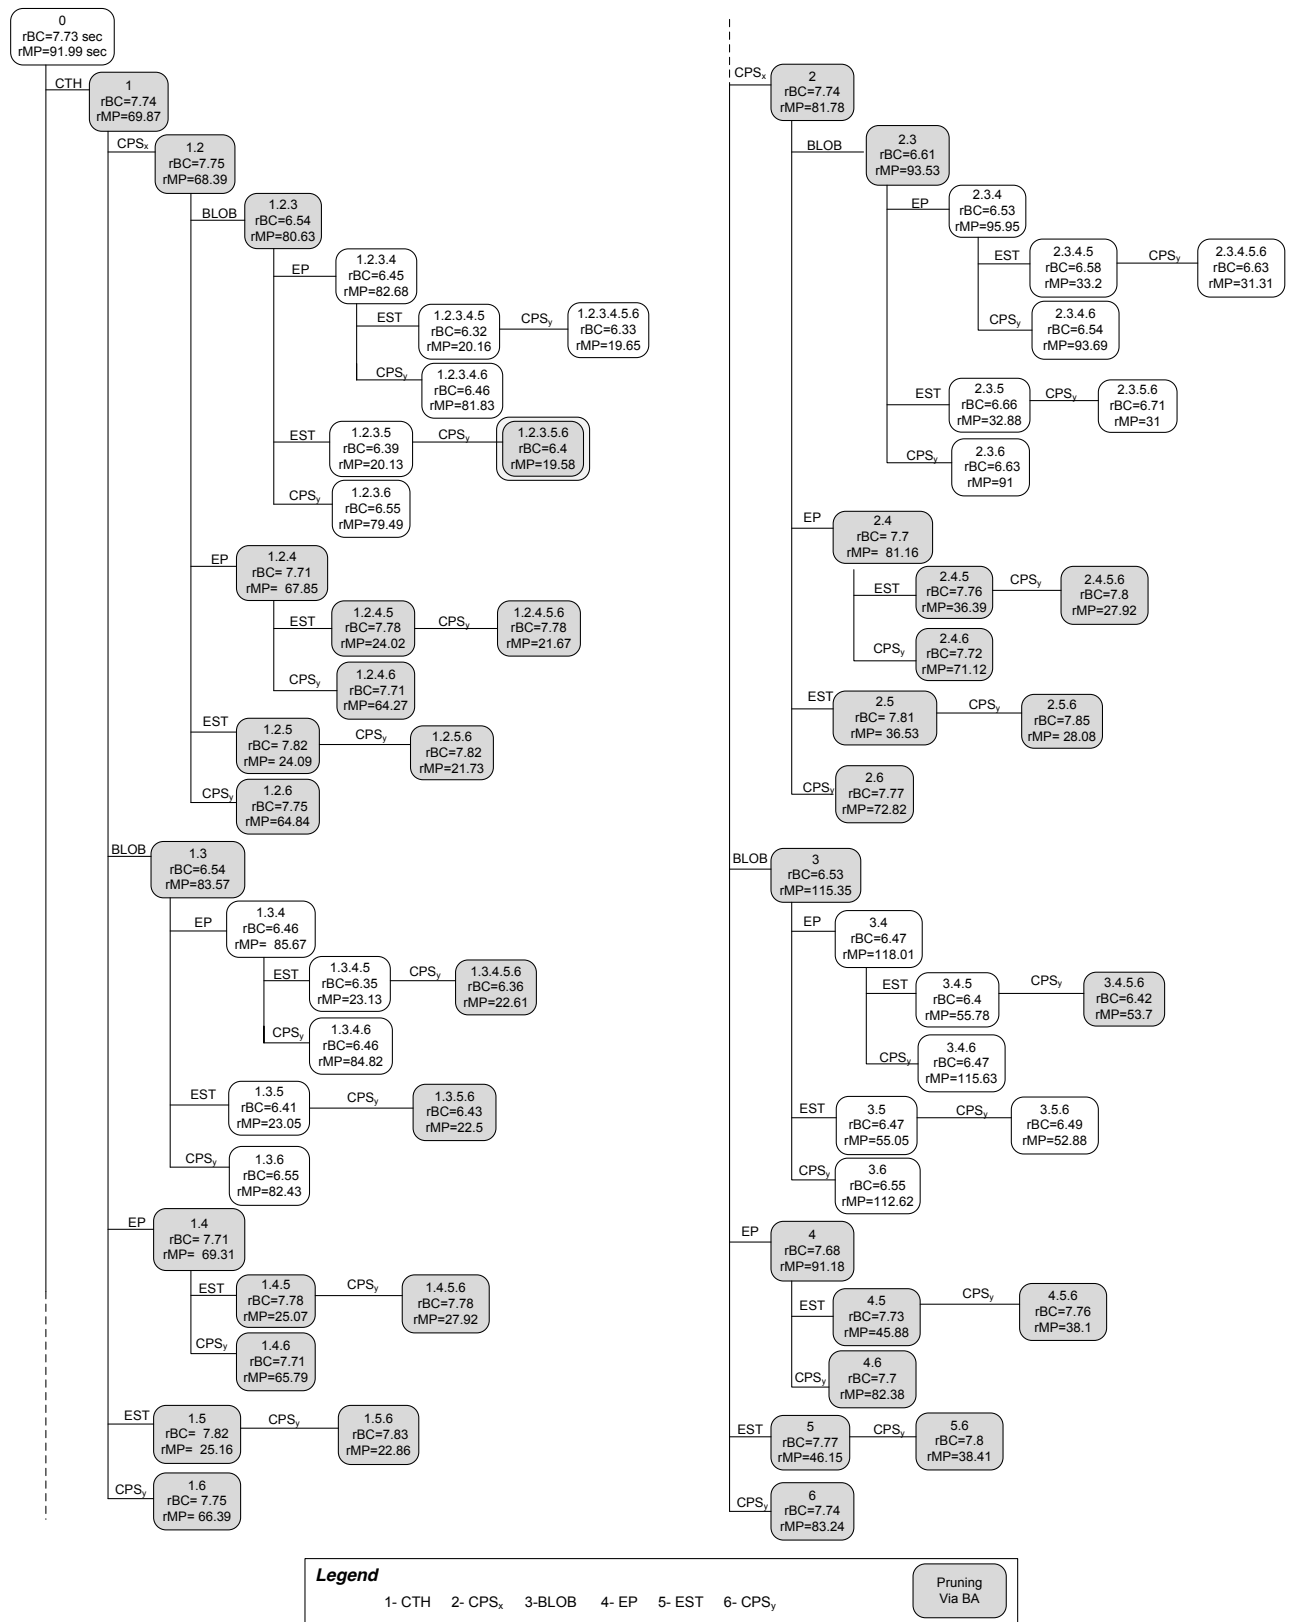 0
rBC=7.73 sec
rMP=91.99 sec
CTH
1
rBC=7.74
rMP=69.87
CPSx
1.2
rBC=7.75
rMP=68.39
BLOB
1.2.3
rBC=6.54
rMP=80.63
EP
1.2.3.4
rBC=6.45
rMP=82.68
EST
1.2.3.4.5
rBC=6.32
rMP=20.16
CPSy
1.2.3.4.5.6
rBC=6.33
rMP=19.65
CPSy
1.2.3.4.6
rBC=6.46
rMP=81.83
EST
1.2.3.5
rBC=6.39
rMP=20.13
CPSy
1.2.3.5.6
rBC=6.4
rMP=19.58
CPSy
1.2.3.6
rBC=6.55
rMP=79.49
EP
1.2.4
rBC= 7.71
rMP= 67.85
EST
1.2.4.5
rBC=7.78
rMP=24.02
CPSy
1.2.4.5.6
rBC=7.78
rMP=21.67
CPSy
1.2.4.6
rBC=7.71
rMP=64.27
EST
1.2.5
rBC= 7.82
rMP= 24.09
CPSy
1.2.5.6
rBC=7.82
rMP=21.73
CPSy
1.2.6
rBC=7.75
rMP=64.84
BLOB
1.3
rBC=6.54
rMP=83.57
EP
1.3.4
rBC=6.46
rMP= 85.67
EST
1.3.4.5
rBC=6.35
rMP=23.13
CPSy
1.3.4.5.6
rBC=6.36
rMP=22.61
CPSy
1.3.4.6
rBC=6.46
rMP=84.82
EST
1.3.5
rBC=6.41
rMP=23.05
CPSy
1.3.5.6
rBC=6.43
rMP=22.5
CPSy
1.3.6
rBC=6.55
rMP=82.43
EP
1.4
rBC= 7.71
rMP= 69.31
EST
1.4.5
rBC=7.78
rMP=25.07
CPSy
1.4.5.6
rBC=7.78
rMP=27.92
CPSy
1.4.6
rBC=7.71
rMP=65.79
EST
1.5
rBC= 7.82
rMP= 25.16
CPSy
1.5.6
rBC=7.83
rMP=22.86
CPSy
1.6
rBC= 7.75
rMP= 66.39
CPSx
2
rBC=7.74
rMP=81.78
BLOB
2.3
rBC=6.61
rMP=93.53
EP
2.3.4
rBC=6.53
rMP=95.95
EST
2.3.4.5
rBC=6.58
rMP=33.2
CPSy
2.3.4.5.6
rBC=6.63
rMP=31.31
CPSy
2.3.4.6
rBC=6.54
rMP=93.69
EST
2.3.5
rBC=6.66
rMP=32.88
CPSy
2.3.5.6
rBC=6.71
rMP=31
CPSy
2.3.6
rBC=6.63
rMP=91
EP
2.4
rBC= 7.7
rMP= 81.16
EST
2.4.5
rBC=7.76
rMP=36.39
CPSy
2.4.5.6
rBC=7.8
rMP=27.92
CPSy
2.4.6
rBC=7.72
rMP=71.12
EST
2.5
rBC= 7.81
rMP= 36.53
CPSy
2.5.6
rBC=7.85
rMP= 28.08
CPSy
2.6
rBC=7.77
rMP=72.82
BLOB
3
rBC=6.53
rMP=115.35
EP
3.4
rBC=6.47
rMP=118.01
EST
3.4.5
rBC=6.4
rMP=55.78
CPSy
3.4.5.6
rBC=6.42
rMP=53.7
CPSy
3.4.6
rBC=6.47
rMP=115.63
EST
3.5
rBC=6.47
rMP=55.05
CPSy
3.5.6
rBC=6.49
rMP=52.88
CPSy
3.6
rBC=6.55
rMP=112.62
EP
4
rBC=7.68
rMP=91.18
EST
4.5
rBC=7.73
rMP=45.88
CPSy
4.5.6
rBC=7.76
rMP=38.1
CPSy
4.6
rBC=7.7
rMP=82.38
EST
5
rBC=7.77
rMP=46.15
CPSy
5.6
rBC=7.8
rMP=38.41
CPSy
6
rBC=7.74
rMP=83.24
Legend
1- CTH 2- CPSx 3-BLOB 4- EP 5- EST 6- CPSy
Pruning
Via BA